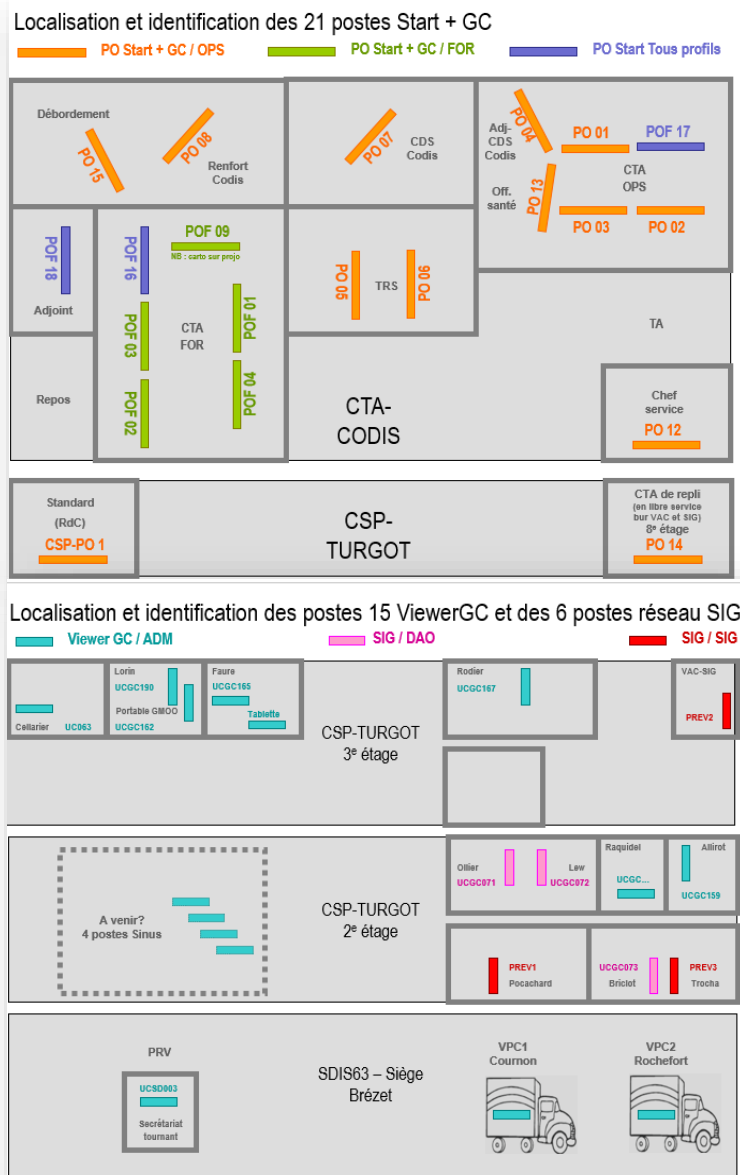 Localisation et identification des 21 postes Start + GC
PO Start + GC / OPS
PO Start + GC / FOR
PO Start Tous profils
Débordement
PO 15
PO 08
Renfort
Codis
PO 07
CDS
Codis
Adj-
CDS
Codis
PO 04
PO 01
POF 17
CTA
OPS
Off.
santé
PO 13
PO 03
PO 02
POF 18
Adjoint
POF 16
POF 09
NB : carto sur projo
POF 03
CTA
FOR
POF 01
POF 02
POF 04
PO 05
TRS
PO 06
TA
Repos
CTA-
CODIS
Chef
service
PO 12
Standard
(RdC)
CSP-PO 1
CSP-
TURGOT
CTA de repli
(en libre service
bur VAC et SIG)
8e étage
PO 14
Localisation et identification des postes 15 ViewerGC et des 6 postes réseau SIG
Viewer GC / ADM
SIG / DAO
SIG / SIG
Cellarier
UC063
Lorin
UCGC190
Portable GMOO
UCGC162
Faure
UCGC165
Tablette
CSP-TURGOT
3e étage
Rodier
UCGC167
VAC-SIG
PREV2
A venir?
4 postes Sinus
CSP-TURGOT
2e étage
Ollier
UCGC071
Lew
UCGC072
Raquidel
UCGC...
Allirot
UCGC159
PREV1
Pocachard
UCGC073
Briclot
PREV3
Trocha
PRV
UCSD003
Secrétariat
tournant
SDIS63 – Siège
Brézet
VPC1
Cournon
VPC2
Rochefort